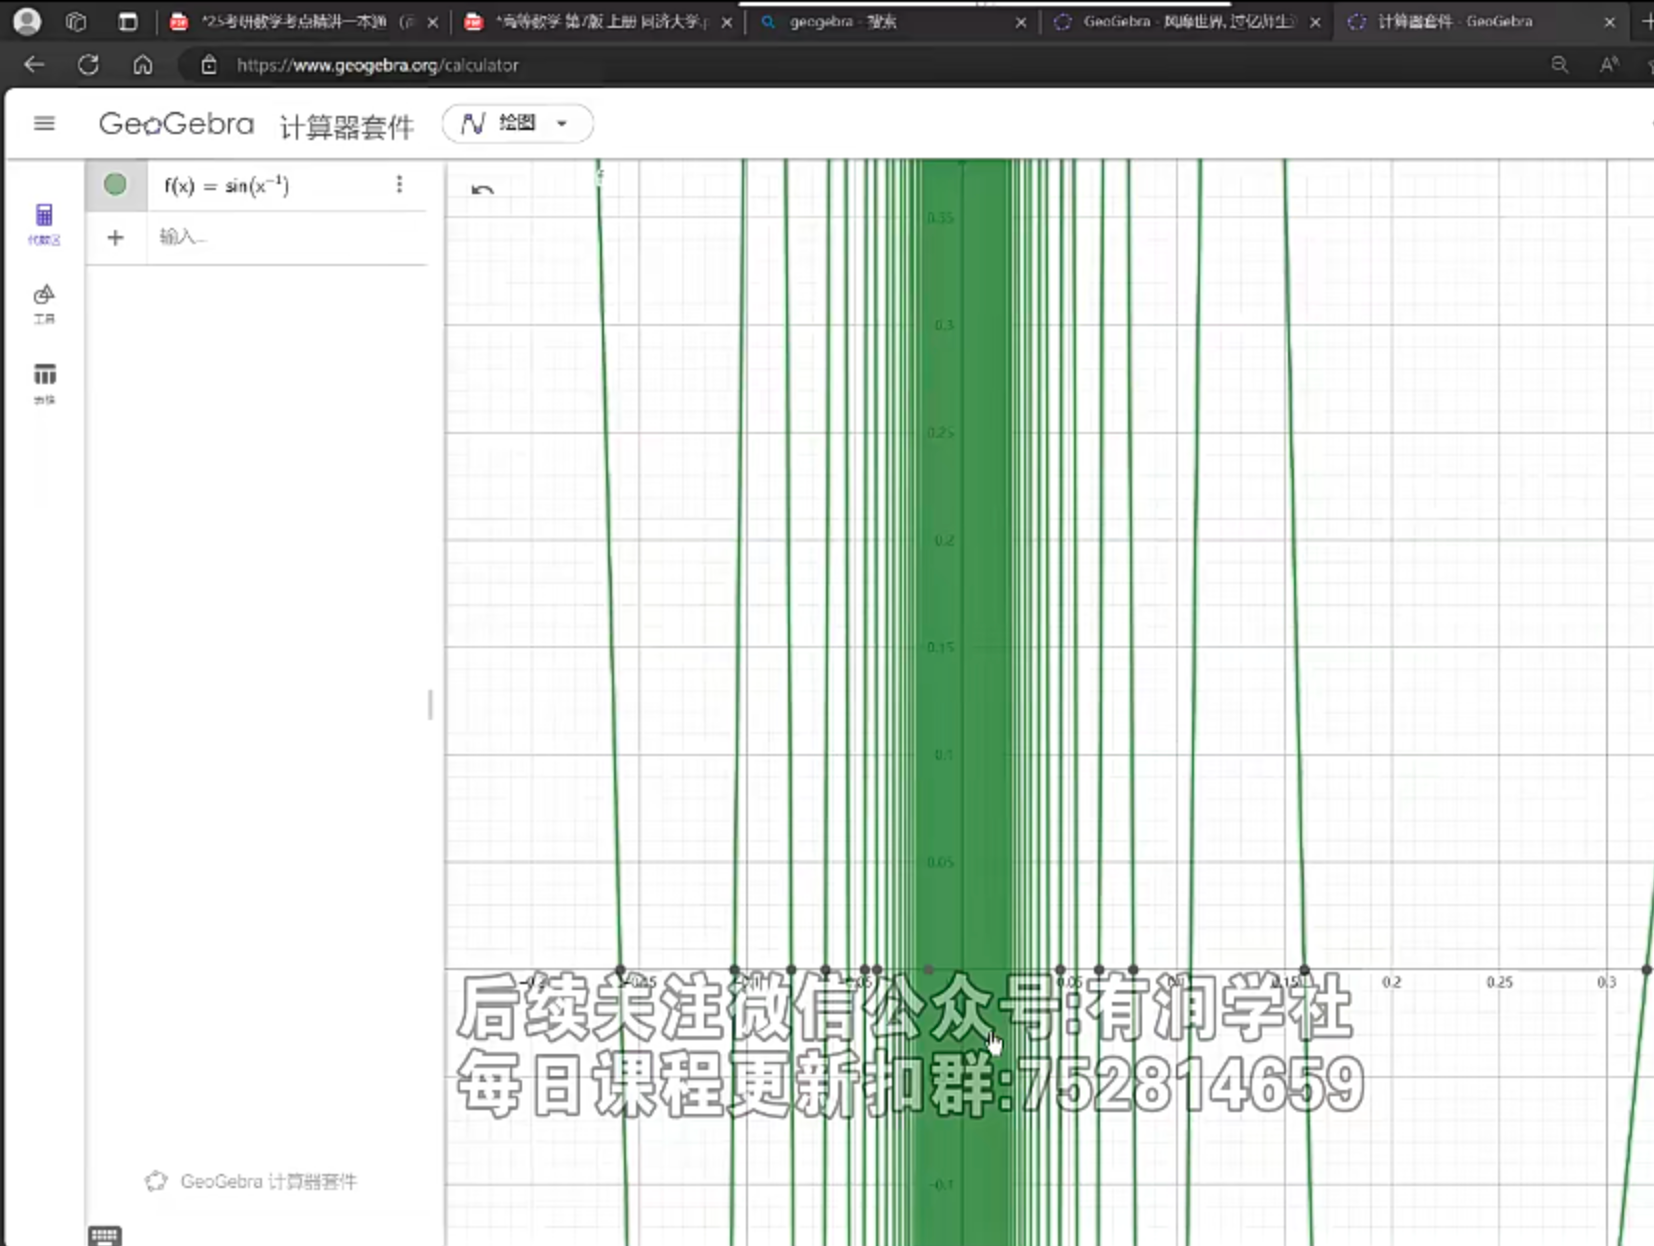 *25考研数学考点精讲一本通
*高等数学 第7版 上册 同济大学.p
geogebra - 搜索
GeoGebra - 风靡世界, 过亿师生
计算器套件 - GeoGebra
https://www.geogebra.org/calculator
GeoGebra 计算器套件
绘图
f(x) = sin(x⁻¹)
+ 输入...
代数区
工具
表格
f
0.35
0.3
0.25
0.2
0.15
0.1
0.05
-0.2 -0.15 -0.1 0.05 0.15 0.2 0.25 0.3
-0.1
后续关注微信公众号:有润学社
每日课程更新扣群:752814659
GeoGebra 计算器套件